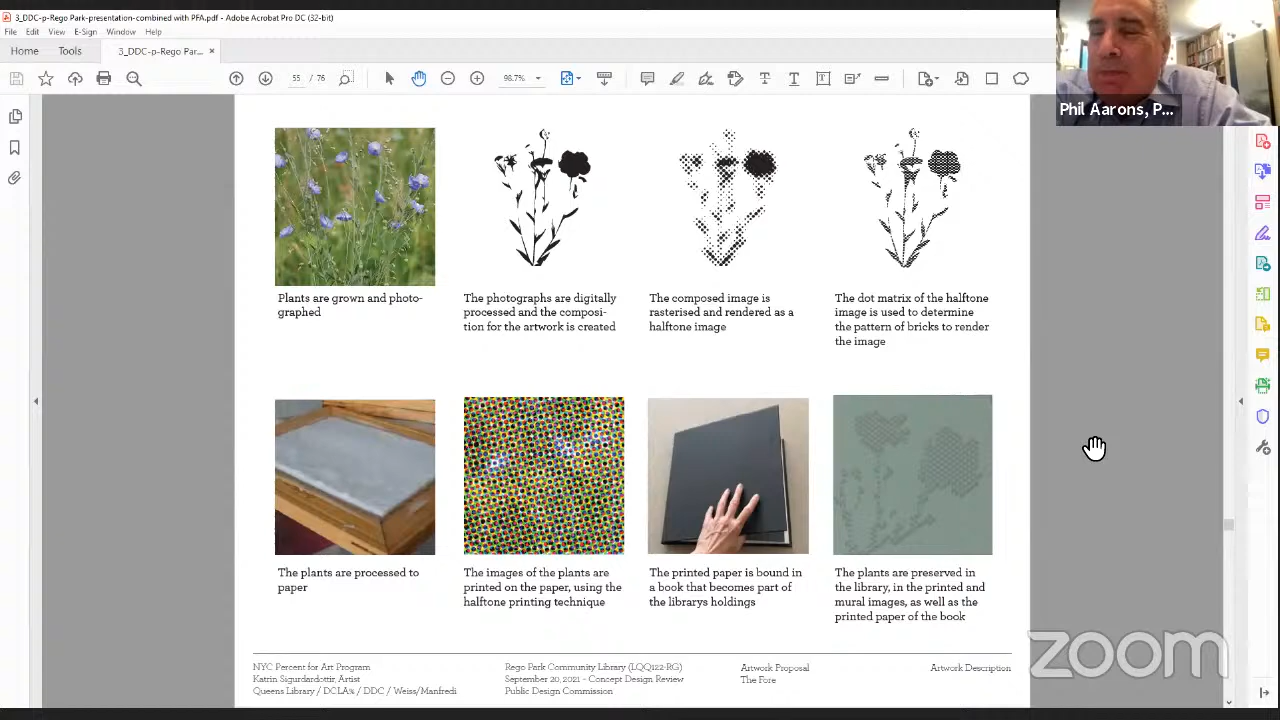 3_DDC-p-Rego Park-presentation-combined with PFA.pdf - Adobe Acrobat Pro DC (32-bit)
File Edit View E-Sign Window Help
Home Tools 3_DDC-p-Rego Par... ×
55 / 76 98.7%
Phil Aarons, P...
Plants are grown and photo-
graphed
The photographs are digitally
processed and the composi-
tion for the artwork is created
The composed image is
rasterised and rendered as a
halftone image
The dot matrix of the halftone
image is used to determine
the pattern of bricks to render
the image
The plants are processed to
paper
The images of the plants are
printed on the paper, using the
halftone printing technique
The printed paper is bound in
a book that becomes part of
the librarys holdings
The plants are preserved in
the library, in the printed and
mural images, as well as the
printed paper of the book
NYC Percent for Art Program
Katrin Sigurdardottir, Artist
Queens Library / DCLA% / DDC / Weiss/Manfredi
Rego Park Community Library (LQQ122-RG)
September 20, 2021 - Concept Design Review
Public Design Commission
Artwork Proposal
The Fore
Artwork Description
zoom